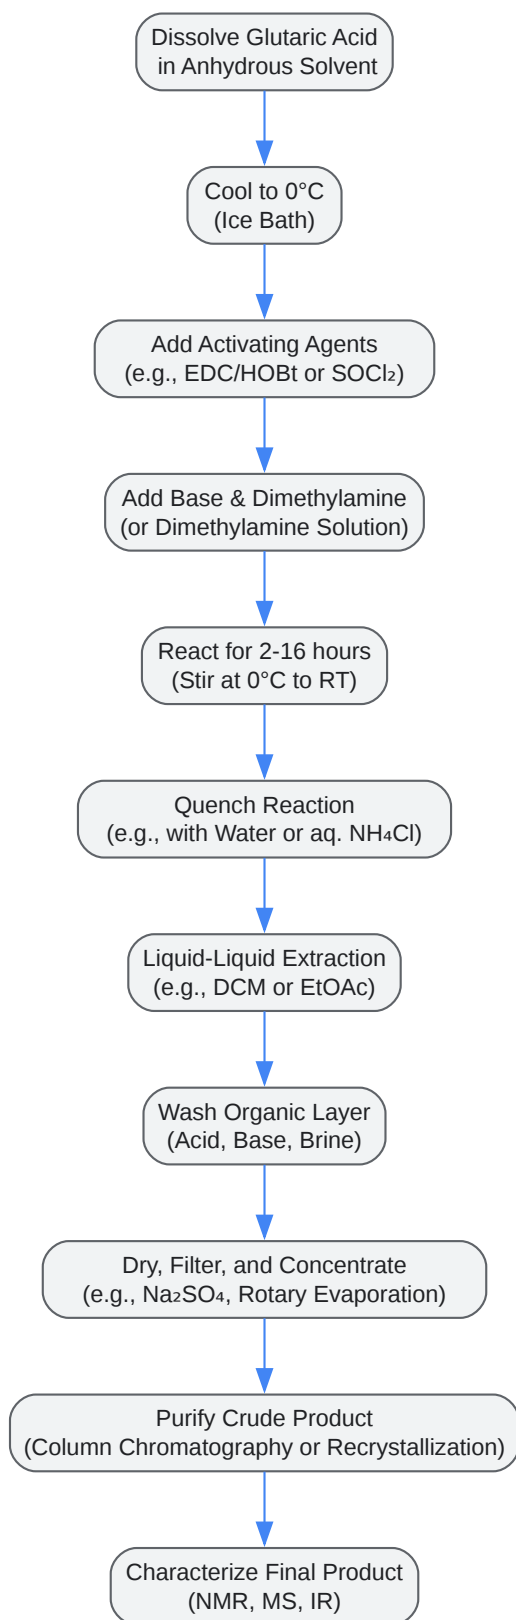 Dissolve Glutaric Acid
in Anhydrous Solvent
Cool to 0°C
(Ice Bath)
Add Activating Agents
(e.g., EDC/HOBt or SOCl₂)
Add Base & Dimethylamine
(or Dimethylamine Solution)
React for 2-16 hours
(Stir at 0°C to RT)
Quench Reaction
(e.g., with Water or aq. NH₄Cl)
Liquid-Liquid Extraction
(e.g., DCM or EtOAc)
Wash Organic Layer
(Acid, Base, Brine)
Dry, Filter, and Concentrate
(e.g., Na₂SO₄, Rotary Evaporation)
Purify Crude Product
(Column Chromatography or Recrystallization)
Characterize Final Product
(NMR, MS, IR)